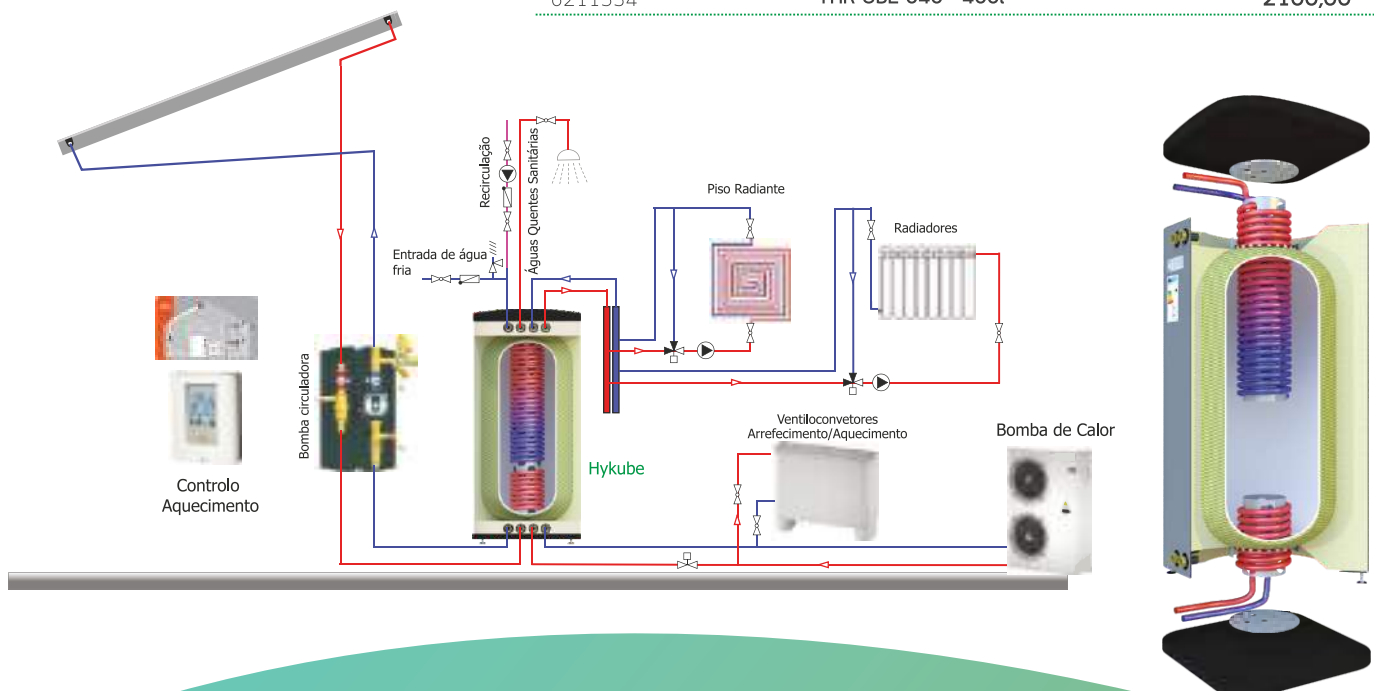 Recirculação
Águas Quentes Sanitárias
Piso Radiante
Radiadores
Entrada de água
fria
Bomba circuladora
Ventiloconvetores
Arrefecimento/Aquecimento
Bomba de Calor
Hykube
Controlo
Aquecimento